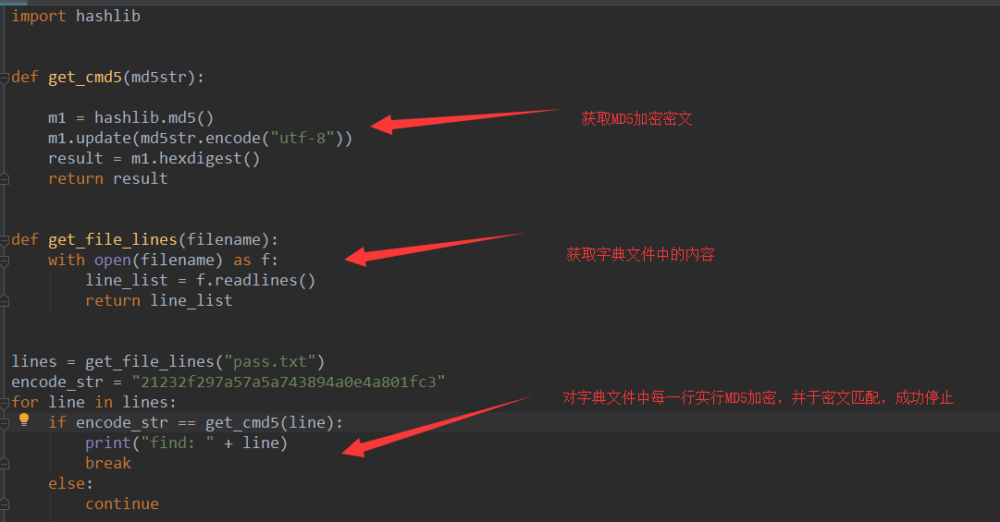 import hashlib
def get_cmd5(md5str):
m1 = hashlib.md5()
获取MD5加密密文
m1.update(md5str.encode("utf-8"))
result = m1.hexdigest()
return result
def get_file_lines(filename):
with open(filename) as f:
获取字典文件中的内容
line_list = f.readlines()
return line_list
lines = get_file_lines("pass.txt")
encode_str = "21232f297a57a5a743894a0e4a801fc3"
for line in lines:
对字典文件中每一行实行MD5加密，并于密文匹配，成功停止
if encode_str == get_cmd5(line):
print("find: " + line)
break
else:
continue